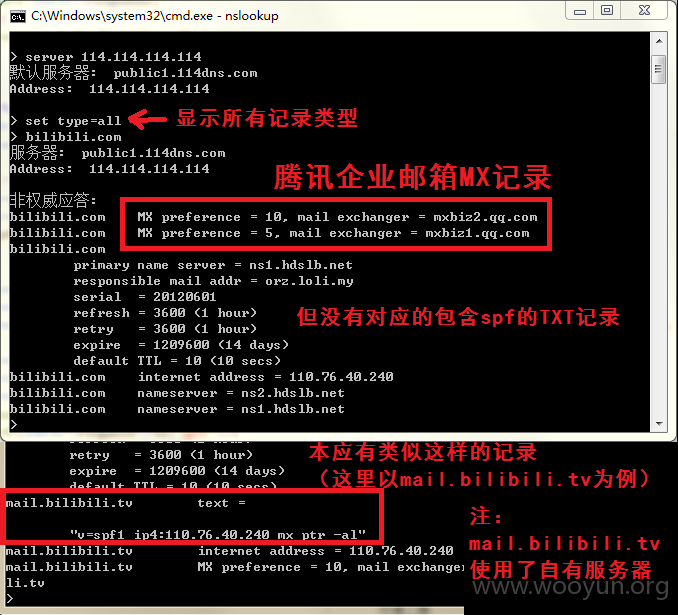 C:\Windows\system32\cmd.exe - nslookup
> server 114.114.114.114
默认服务器:  public1.114dns.com
Address:  114.114.114.114
> set type=all
显示所有记录类型
> bilibili.com
服务器:  public1.114dns.com
Address:  114.114.114.114
腾讯企业邮箱MX记录
非权威应答:
bilibili.com    MX preference = 10, mail exchanger = mxbiz2.qq.com
bilibili.com    MX preference = 5, mail exchanger = mxbiz1.qq.com
bilibili.com
primary name server = ns1.hdslb.net
responsible mail addr = orz.loli.my
serial  = 20120601
refresh = 3600 (1 hour)
但没有对应的包含spf的TXT记录
retry   = 3600 (1 hour)
expire  = 1209600 (14 days)
default TTL = 10 (10 secs)
bilibili.com    internet address = 110.76.40.240
bilibili.com    nameserver = ns2.hdslb.net
bilibili.com    nameserver = ns1.hdslb.net
>
retry   = 3600 (1 hour)
本应有类似这样的记录
expire  = 1209600 (14 days)
（这里以mail.bilibili.tv为例）
default TTL = 10 (10 secs)
mail.bilibili.tv        text =
"v=spf1 ip4:110.76.40.240 mx ptr -al"
注：
mail.bilibili.tv
使用了自有服务器
mail.bilibili.tv        internet address = 110.76.40.240
mail.bilibili.tv        MX preference = 10, mail exchanger
li.tv
>
www.wooyun.org